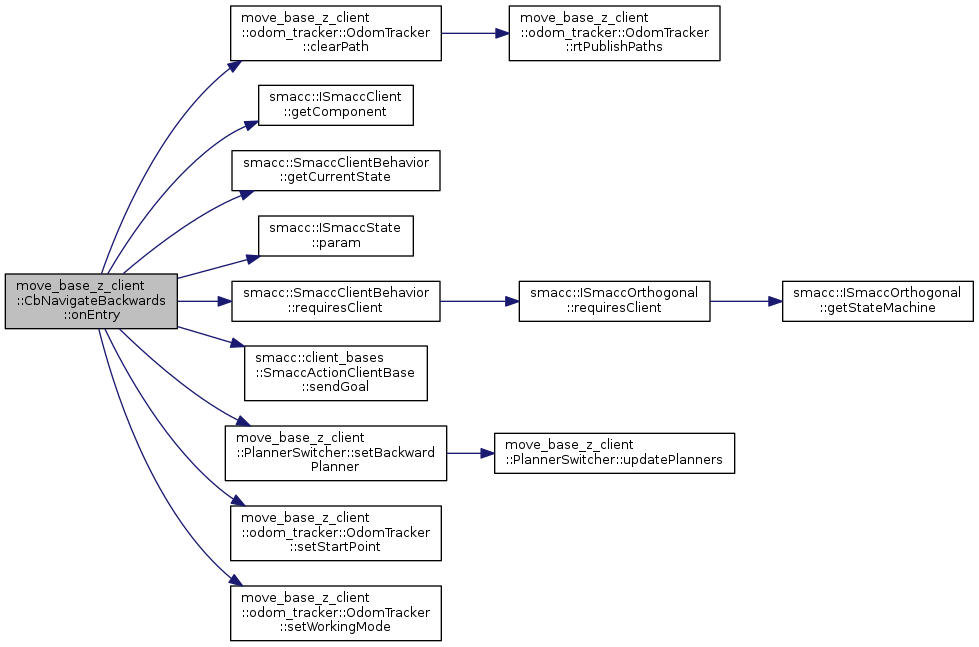 move_base_z_client
::odom_tracker::OdomTracker
::clearPath
move_base_z_client
::odom_tracker::OdomTracker
::rtPublishPaths
smacc::ISmaccClient
::getComponent
smacc::SmaccClientBehavior
::getCurrentState
smacc::ISmaccState
::param
move_base_z_client
::CbNavigateBackwards
::onEntry
smacc::SmaccClientBehavior
::requiresClient
smacc::ISmaccOrthogonal
::requiresClient
smacc::ISmaccOrthogonal
::getStateMachine
smacc::client_bases
::SmaccActionClientBase
::sendGoal
move_base_z_client
::PlannerSwitcher::setBackward
Planner
move_base_z_client
::PlannerSwitcher::updatePlanners
move_base_z_client
::odom_tracker::OdomTracker
::setStartPoint
move_base_z_client
::odom_tracker::OdomTracker
::setWorkingMode